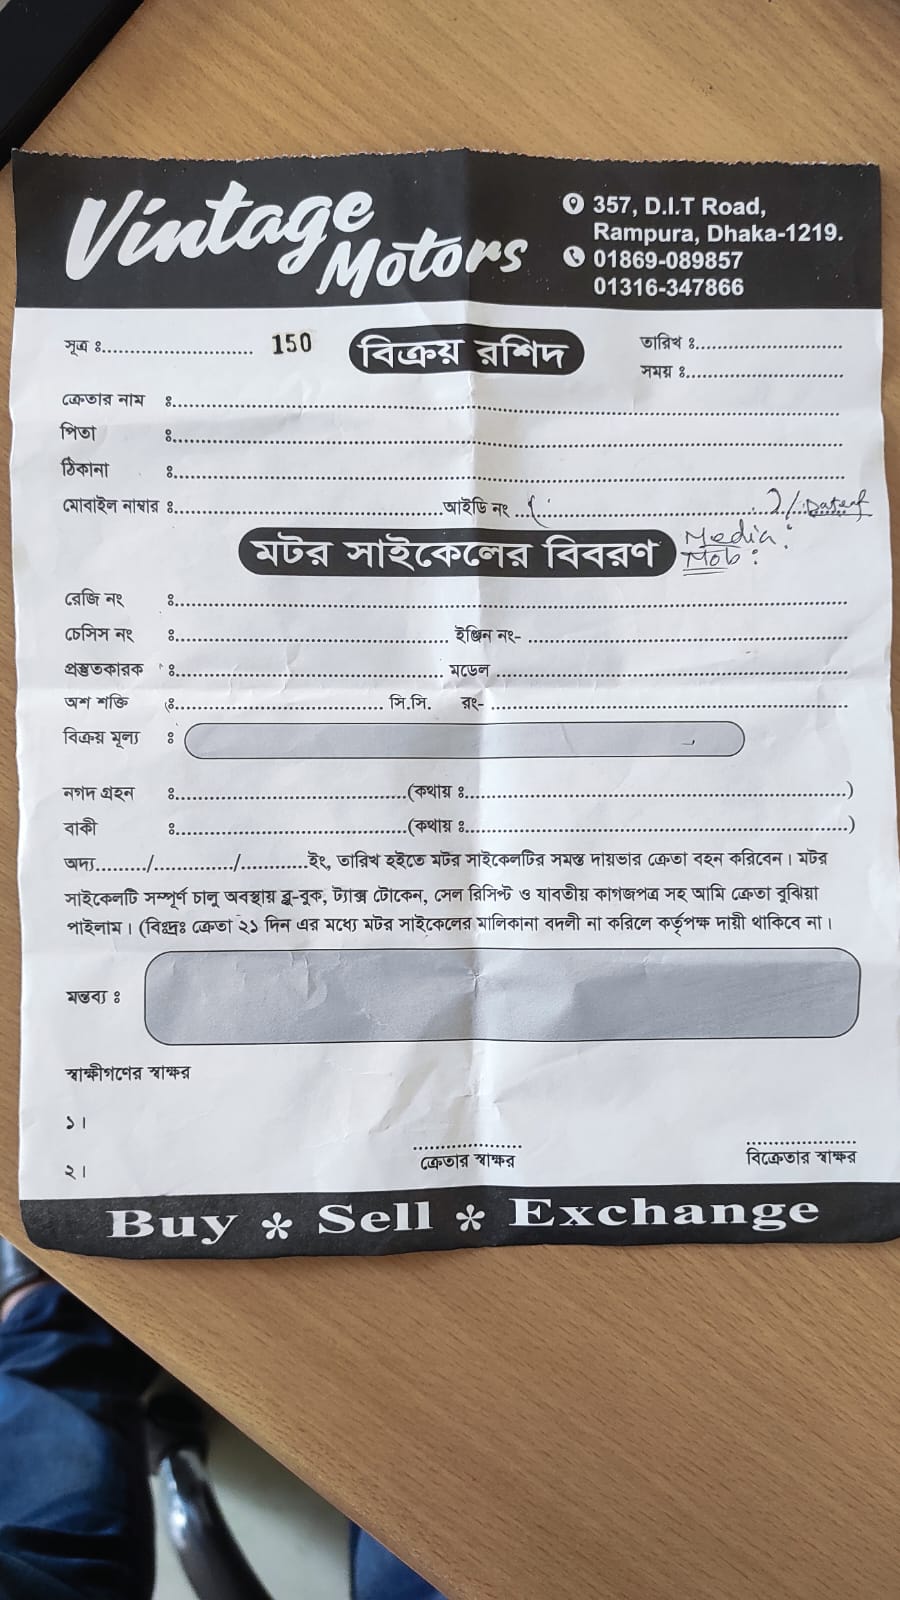 Vintage Motors
357, D.I.T Road,
Rampura, Dhaka-1219.
01869-089857
01316-347866
সূত্র ঃ............................ 150 বিক্রয় রশিদ তারিখ ঃ............................
সময় ঃ............................
ক্রেতার নাম ঃ............................
পিতা ঃ............................
ঠিকানা ঃ............................
মোবাইল নাম্বার ঃ............................ আইডি নং ............................ 2/
মটর সাইকেলের বিবরণ Media:
Mob:
রেজি নং ঃ............................
চেসিস নং ঃ............................ ইঞ্জিন নং- ............................
প্রস্তুতকারক ঃ............................ মডেল ............................
অশ শক্তি ঃ............................ সি.সি. রং- ............................
বিক্রয় মূল্য ঃ
নগদ গ্রহন ঃ............................(কথায় ঃ............................)
বাকী ঃ............................(কথায় ঃ............................)
অদ্য........./............../...........ইং, তারিখ হইতে মটর সাইকেলটির সমস্ত দায়ভার ক্রেতা বহন করিবেন। মটর
সাইকেলটি সম্পূর্ণ চালু অবস্থায় ব্লু-বুক, ট্যাক্স টোকেন, সেল রিসিপ্ট ও যাবতীয় কাগজপত্র সহ আমি ক্রেতা বুঝিয়া
পাইলাম। (বিঃদ্রঃ ক্রেতা ২১ দিন এর মধ্যে মটর সাইকেলের মালিকানা বদলী না করিলে কর্তৃপক্ষ দায়ী থাকিবে না।
মন্তব্য ঃ
স্বাক্ষীগণের স্বাক্ষর
১।
২।
ক্রেতার স্বাক্ষর বিক্রেতার স্বাক্ষর
Buy * Sell * Exchange